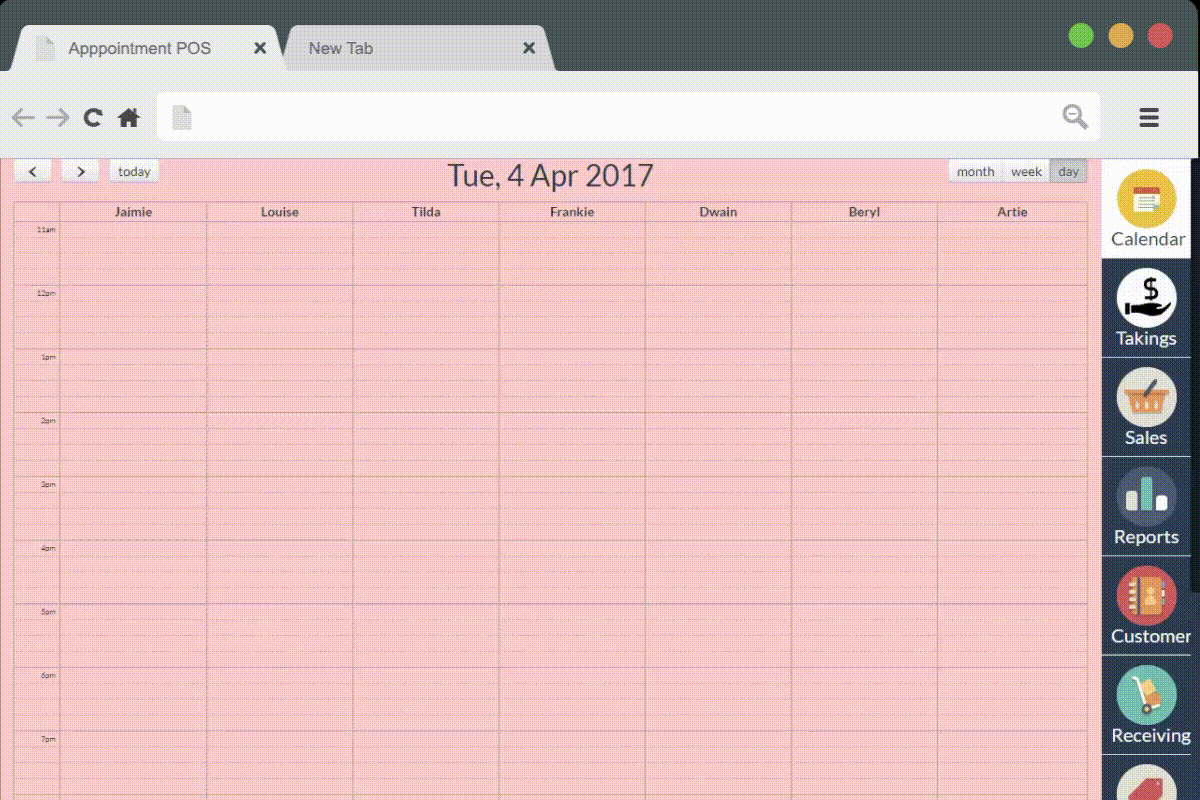 Apppointment POS
New Tab
today
Tue, 4 Apr 2017
month week day
Jaimie Louise Tilda Frankie Dwain Beryl Artie
11am
12pm
1pm
2pm
3pm
4pm
5pm
6pm
7pm
Calendar
$
Takings
Sales
Reports
Customer
Receiving